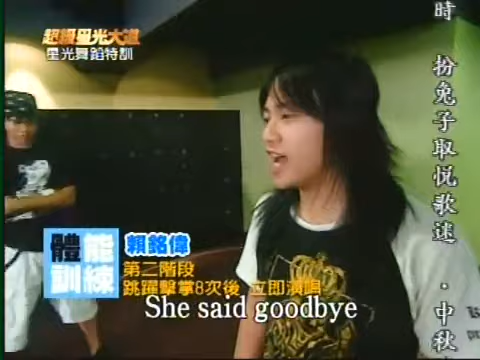 超級星光大道
星光舞蹈特訓
時 扮兔子取悅歌迷 ·中秋
體能
訓練
賴銘偉
第二階段
跳躍擊掌8次後 立即演唱
She said goodbye